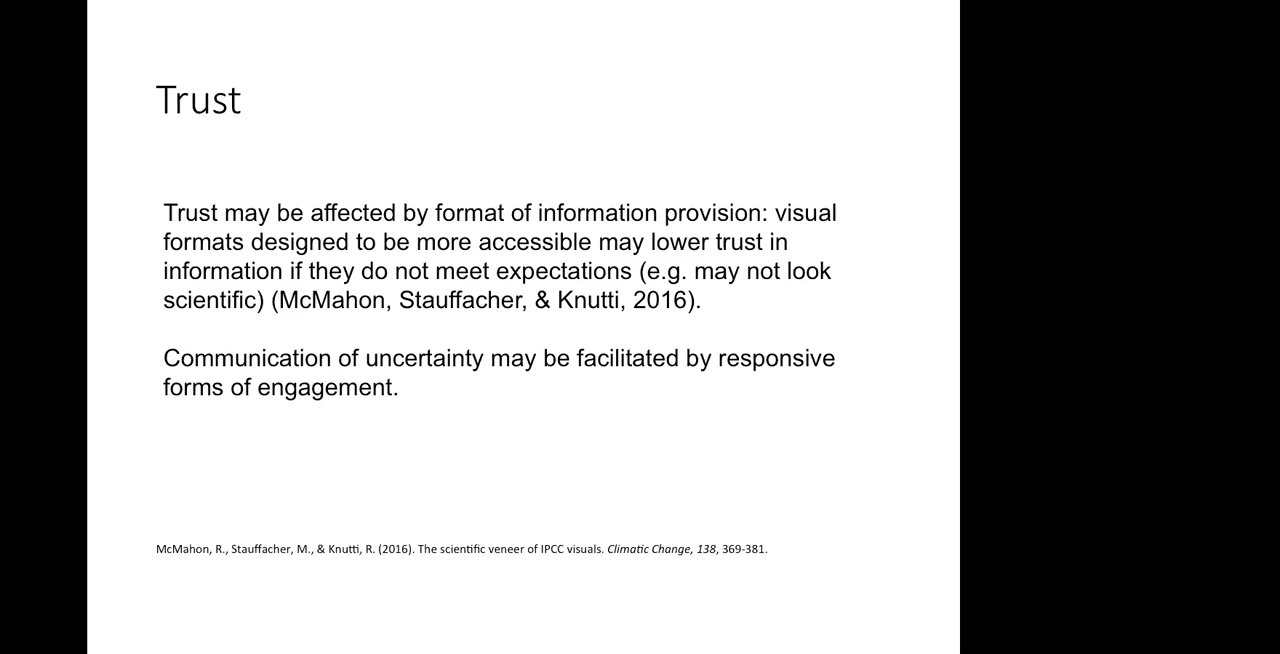 Trust
Trust may be affected by format of information provision: visual
formats designed to be more accessible may lower trust in
information if they do not meet expectations (e.g. may not look
scientific) (McMahon, Stauffacher, & Knutti, 2016).
Communication of uncertainty may be facilitated by responsive
forms of engagement.
McMahon, R., Stauffacher, M., & Knutti, R. (2016). The scientific veneer of IPCC visuals. Climatic Change, 138, 369-381.